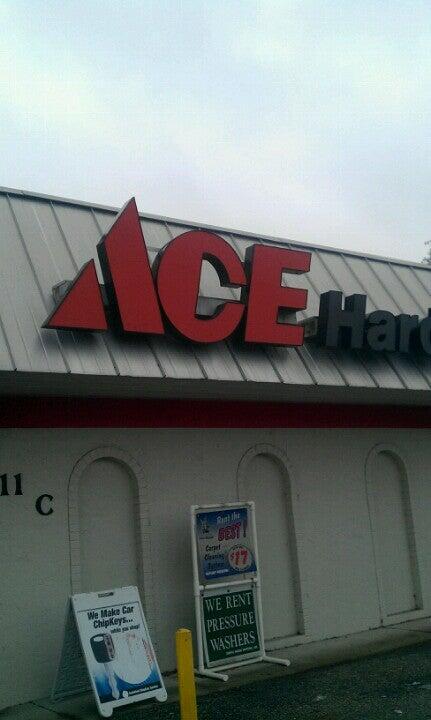 ACE Hard
11
C
Rent the
BEST!
Carpet
Cleaning
System
$17
WE RENT
PRESSURE
WASHERS
We Make Car
ChipKeys...
while you shop!